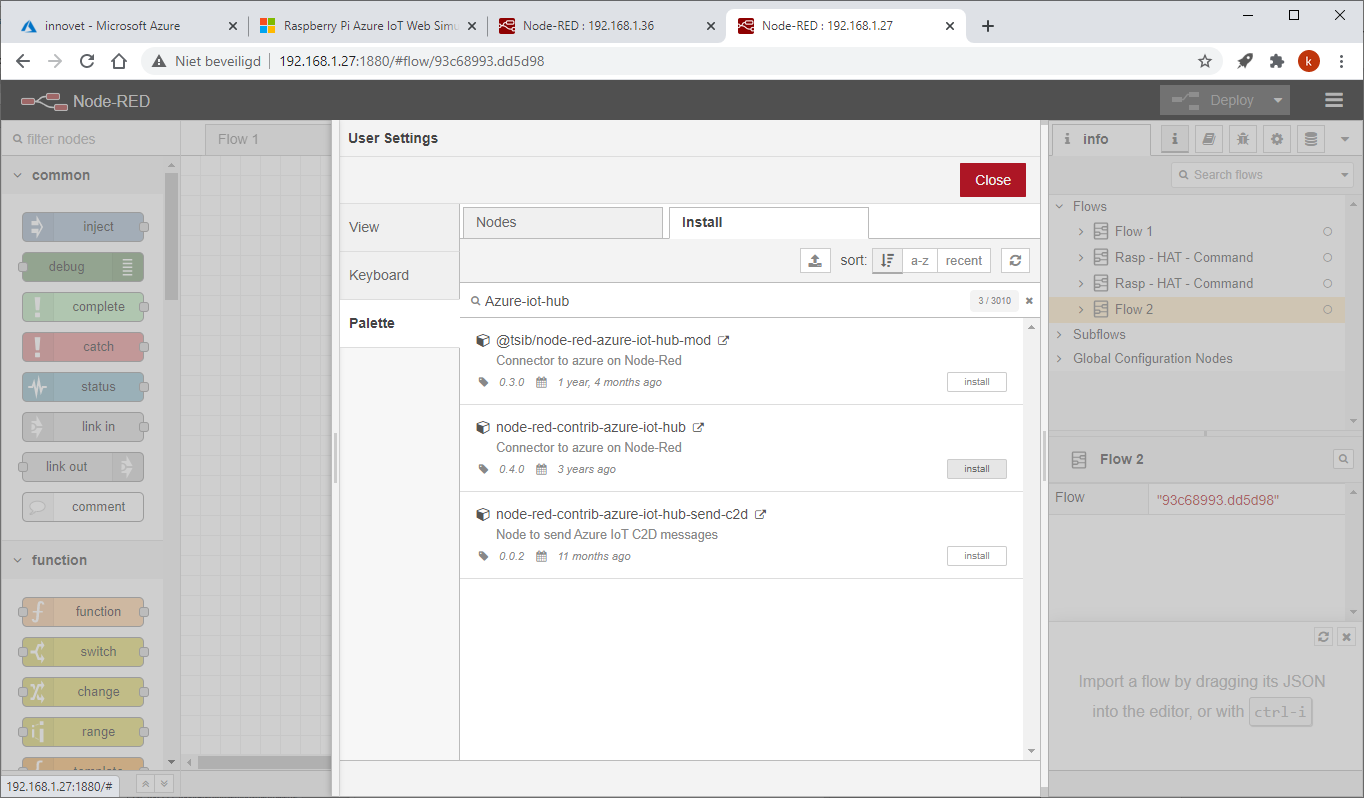 innovet - Microsoft Azure
Raspberry Pi Azure IoT Web Simu
Node-RED : 192.168.1.36
Node-RED : 192.168.1.27
Niet beveiligd
192.168.1.27:1880/#flow/93c68993.dd5d98
k
Node-RED
Deploy
filter nodes
Flow 1
common
inject
debug
complete
catch
status
link in
link out
comment
function
function
switch
change
range
template
192.168.1.27:1880/#
User Settings
Close
View
Keyboard
Palette
Nodes
Install
sort:
a-z
recent
Azure-iot-hub
3 / 3010
@tsib/node-red-azure-iot-hub-mod
Connector to azure on Node-Red
0.3.0 1 year, 4 months ago
install
node-red-contrib-azure-iot-hub
Connector to azure on Node-Red
0.4.0 3 years ago
install
node-red-contrib-azure-iot-hub-send-c2d
Node to send Azure IoT C2D messages
0.0.2 11 months ago
install
info
Search flows
Flows
Flow 1
Rasp - HAT - Command
Rasp - HAT - Command
Flow 2
Subflows
Global Configuration Nodes
Flow 2
Flow "93c68993.dd5d98"
Import a flow by dragging its JSON
into the editor, or with ctrl-i